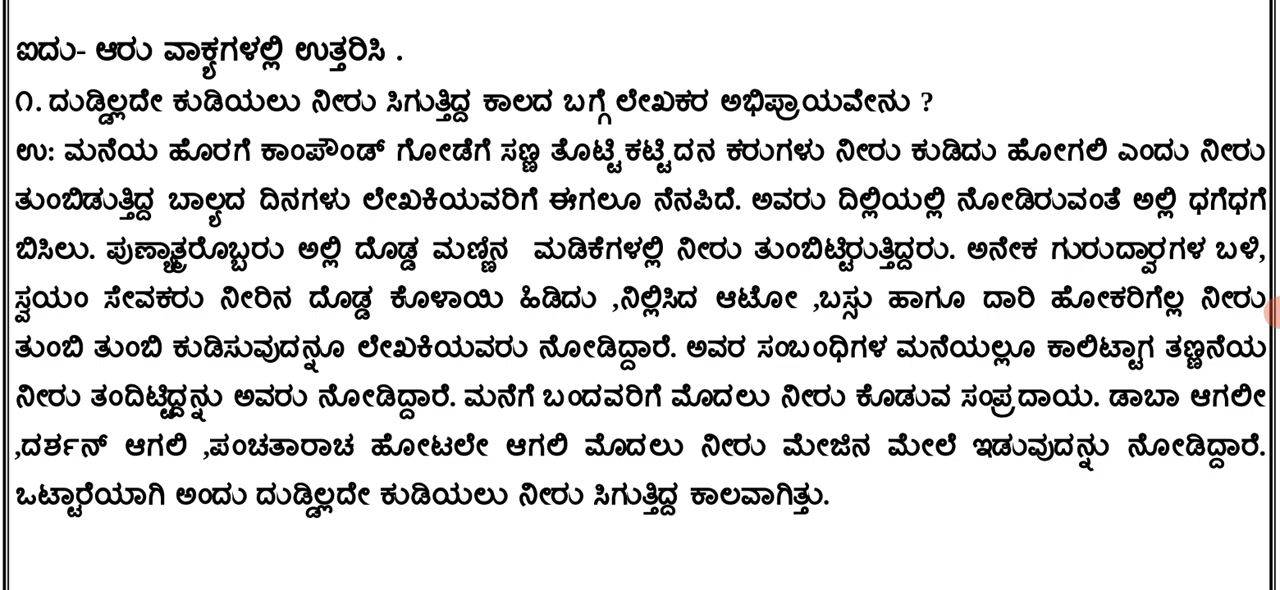 ಐದು- ಆರು ವಾಕ್ಯಗಳಲ್ಲಿ ಉತ್ತರಿಸಿ .
೧. ದುಡ್ಡಿಲ್ಲದೇ ಕುಡಿಯಲು ನೀರು ಸಿಗುತ್ತಿದ್ದ ಕಾಲದ ಬಗ್ಗೆ ಲೇಖಕರ ಅಭಿಪ್ರಾಯವೇನು ?
ಉ: ಮನೆಯ ಹೊರಗೆ ಕಾಂಪೌಂಡ್ ಗೋಡೆಗೆ ಸಣ್ಣ ತೊಟ್ಟಿ ಕಟ್ಟಿ ದನ ಕರುಗಳು ನೀರು ಕುಡಿದು ಹೋಗಲಿ ಎಂದು ನೀರು
ತುಂಬಿಡುತ್ತಿದ್ದ ಬಾಲ್ಯದ ದಿನಗಳು ಲೇಖಕಿಯವರಿಗೆ ಈಗಲೂ ನೆನಪಿದೆ. ಅವರು ದಿಲ್ಲಿಯಲ್ಲಿ ನೋಡಿರುವಂತೆ ಅಲ್ಲಿ ಧಗೆಧಗೆ
ಬಿಸಿಲು. ಪುಣ್ಯಾತ್ಮರೊಬ್ಬರು ಅಲ್ಲಿ ದೊಡ್ಡ ಮಣ್ಣಿನ ಮಡಿಕೆಗಳಲ್ಲಿ ನೀರು ತುಂಬಿಟ್ಟಿರುತ್ತಿದ್ದರು. ಅನೇಕ ಗುರುದ್ವಾರಗಳ ಬಳಿ,
ಸ್ವಯಂ ಸೇವಕರು ನೀರಿನ ದೊಡ್ಡ ಕೊಳಾಯಿ ಹಿಡಿದು ,ನಿಲ್ಲಿಸಿದ ಆಟೋ ,ಬಸ್ಸು ಹಾಗೂ ದಾರಿ ಹೋಕರಿಗೆಲ್ಲ ನೀರು
ತುಂಬಿ ತುಂಬಿ ಕುಡಿಸುವುದನ್ನೂ ಲೇಖಕಿಯವರು ನೋಡಿದ್ದಾರೆ. ಅವರ ಸಂಬಂಧಿಗಳ ಮನೆಯಲ್ಲೂ ಕಾಲಿಟ್ಟಾಗ ತಣ್ಣನೆಯ
ನೀರು ತಂದಿಟ್ಟಿದ್ದನ್ನು ಅವರು ನೋಡಿದ್ದಾರೆ. ಮನೆಗೆ ಬಂದವರಿಗೆ ಮೊದಲು ನೀರು ಕೊಡುವ ಸಂಪ್ರದಾಯ. ಡಾಬಾ ಆಗಲೀ
,ದರ್ಶನ್ ಆಗಲಿ ,ಪಂಚತಾರಾಚ ಹೋಟಲೇ ಆಗಲಿ ಮೊದಲು ನೀರು ಮೇಜಿನ ಮೇಲೆ ಇಡುವುದನ್ನು ನೋಡಿದ್ದಾರೆ.
ಒಟ್ಟಾರೆಯಾಗಿ ಅಂದು ದುಡ್ಡಿಲ್ಲದೇ ಕುಡಿಯಲು ನೀರು ಸಿಗುತ್ತಿದ್ದ ಕಾಲವಾಗಿತ್ತು.